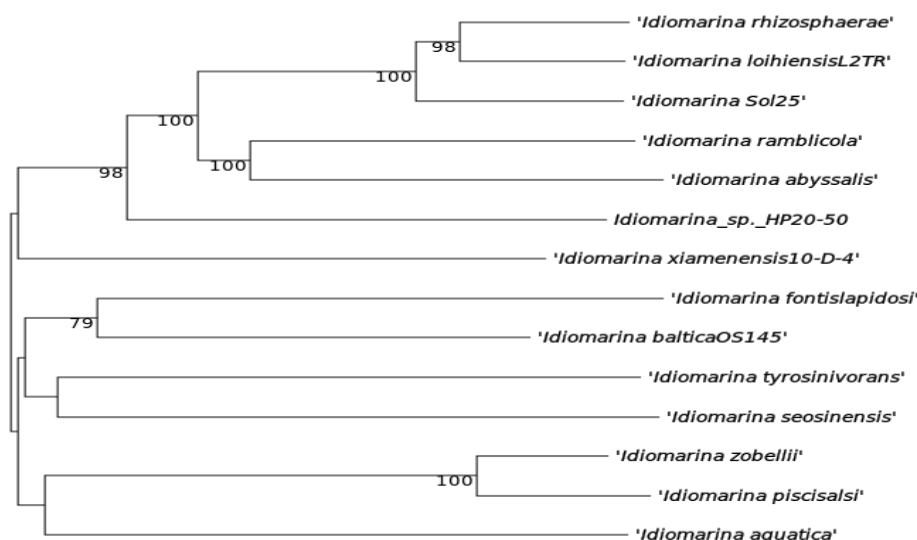 'Idiomarina rhizosphaerae'
98
'Idiomarina loihiensisL2TR'
100
'Idiomarina Sol25'
100
'Idiomarina ramblicola'
100
'Idiomarina abyssalis'
98
Idiomarina_sp._HP20-50
'Idiomarina xiamenensis10-D-4'
'Idiomarina fontislapidosi'
79
'Idiomarina balticaOS145'
'Idiomarina tyrosinivorans'
'Idiomarina seosinensis'
'Idiomarina zobellii'
100
'Idiomarina piscisalsi'
'Idiomarina aquatica'